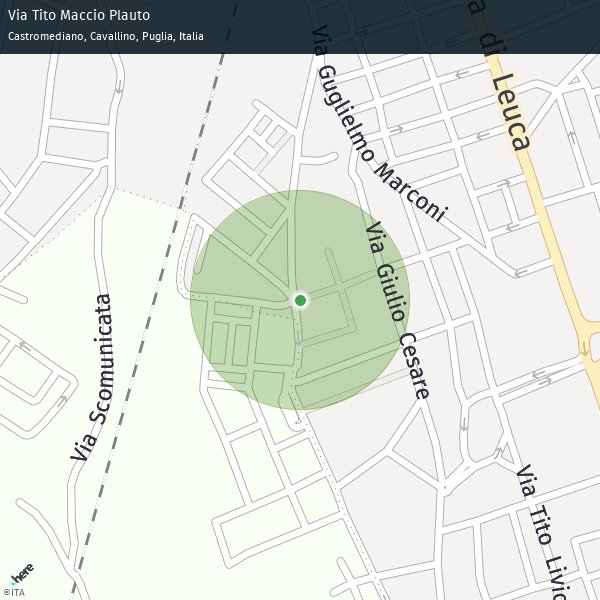 Via Tito Maccio Plauto
Castromediano, Cavallino, Puglia, Italia
a di Leuca
Via Guglielmo Marconi
Via Giulio Cesare
Via Scomunicata
Via Tito Livio
here
©ITA